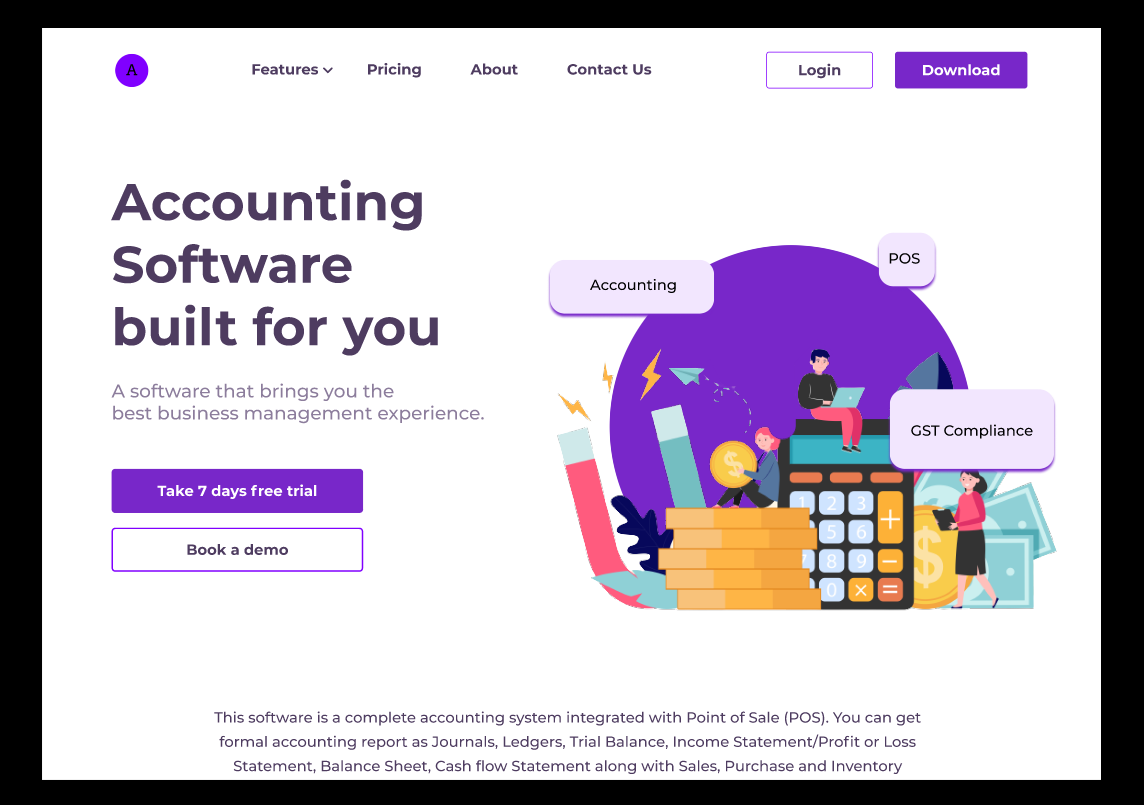 A
Features
Pricing
About
Contact Us
Login
Download
Accounting
Software
built for you
A software that brings you the
best business management experience.
Take 7 days free trial
Book a demo
Accounting
POS
GST Compliance
$
1 2 3 +
5 6
7 8 9 −
0 × =
$
This software is a complete accounting system integrated with Point of Sale (POS). You can get
formal accounting report as Journals, Ledgers, Trial Balance, Income Statement/Profit or Loss
Statement, Balance Sheet, Cash flow Statement along with Sales, Purchase and Inventory